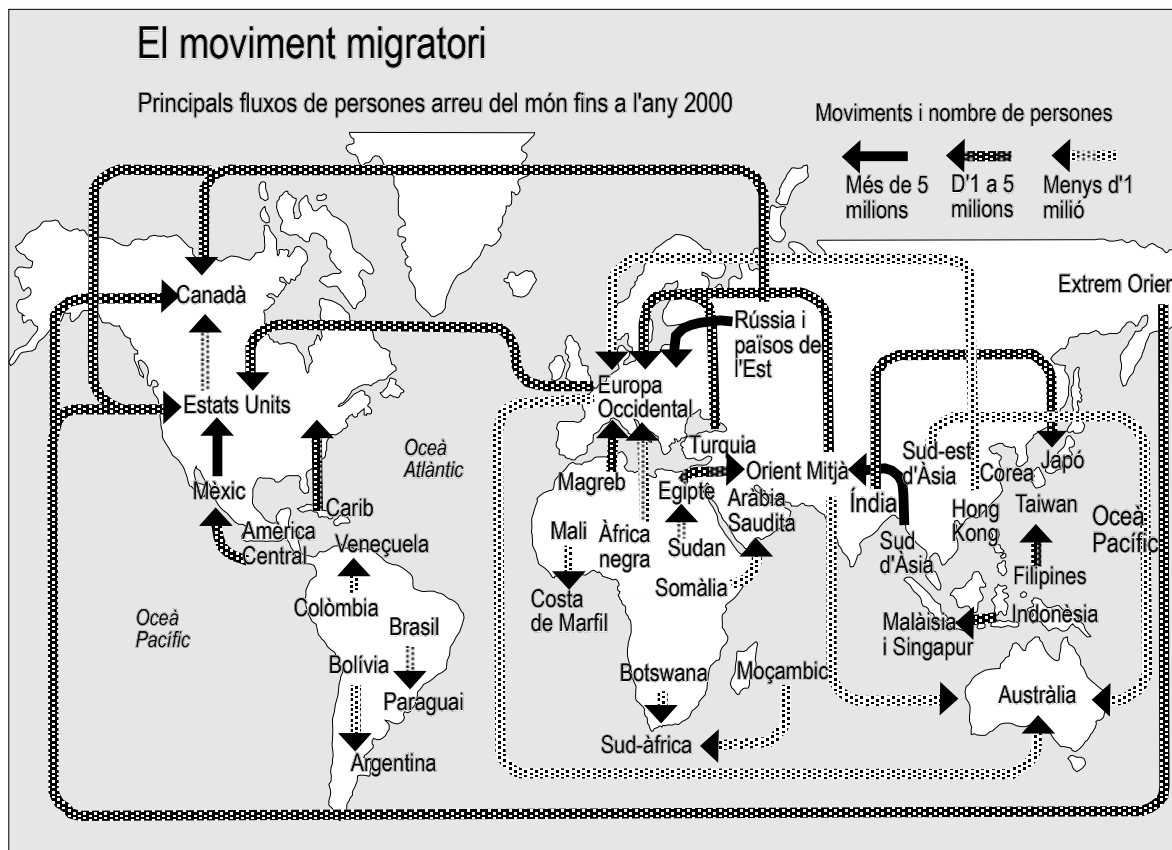 El moviment migratori
Principals fluxos de persones arreu del món fins a l'any 2000
Moviments i nombre de persones
Més de 5
milions
D'1 a 5
milions
Menys d'1
milió
Extrem Orien
Canadà
Rússia i
països de
l'Est
Europa
Occidental
Estats Units
Oceà
Atlàntic
Turquia
Orient Mitjà
Sud-est
d'Àsia
Corea
Japó
Mèxic
Magreb
Egipte
Aràbia
Saudita
Índia
Taiwan
Carib
Hong
Kong
Oceà
Pacífic
Amèrica
Central
Veneçuela
Mali
Àfrica
negra
Sudan
Sud
d'Àsia
Filipines
Somàlia
Colòmbia
Costa
de Marfil
Indonèsia
Malàisia
i Singapur
Oceà
Pacífic
Brasil
Bolívia
Botswana
Moçambic
Paraguai
Austràlia
Sud-àfrica
Argentina